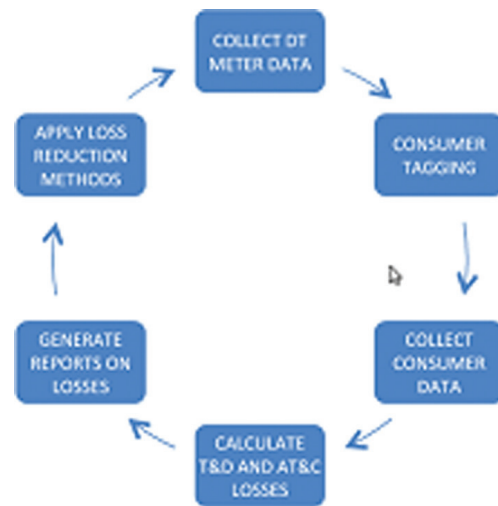 COLLECT DT
METER DATA
CONSUMER
TAGGING
COLLECT
CONSUMER
DATA
CALCULATE
T&D AND AT&C
LOSSES
GENERATE
REPORTS ON
LOSSES
APPLY LOSS
REDUCTION
METHODS